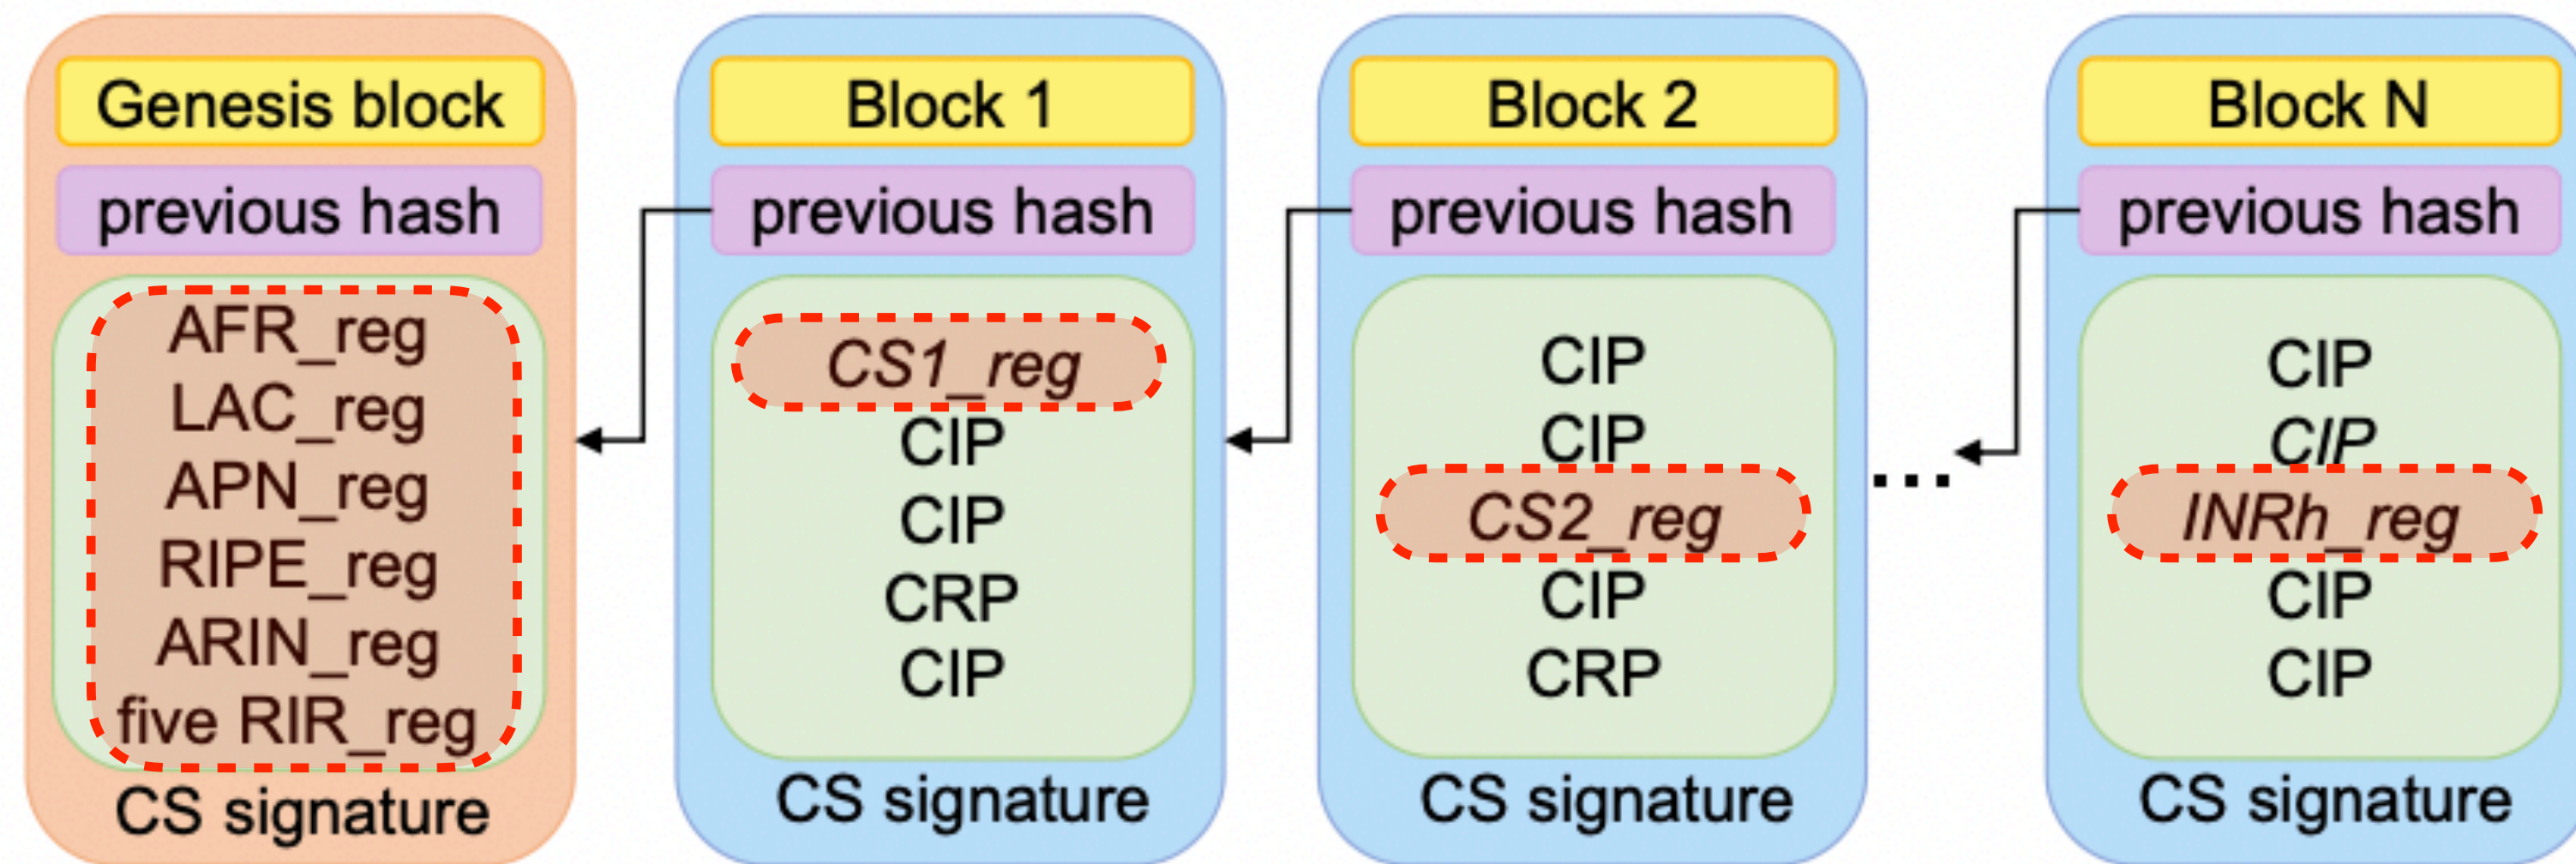 Genesis block
previous hash
AFR_reg
LAC_reg
APN_reg
RIPE_reg
ARIN_reg
five RIR_reg
CS signature
Block 1
previous hash
CS1_reg
CIP
CIP
CRP
CIP
CS signature
Block 2
previous hash
CIP
CIP
CS2_reg
CIP
CRP
CS signature
...
Block N
previous hash
CIP
CIP
INRh_reg
CIP
CIP
CS signature